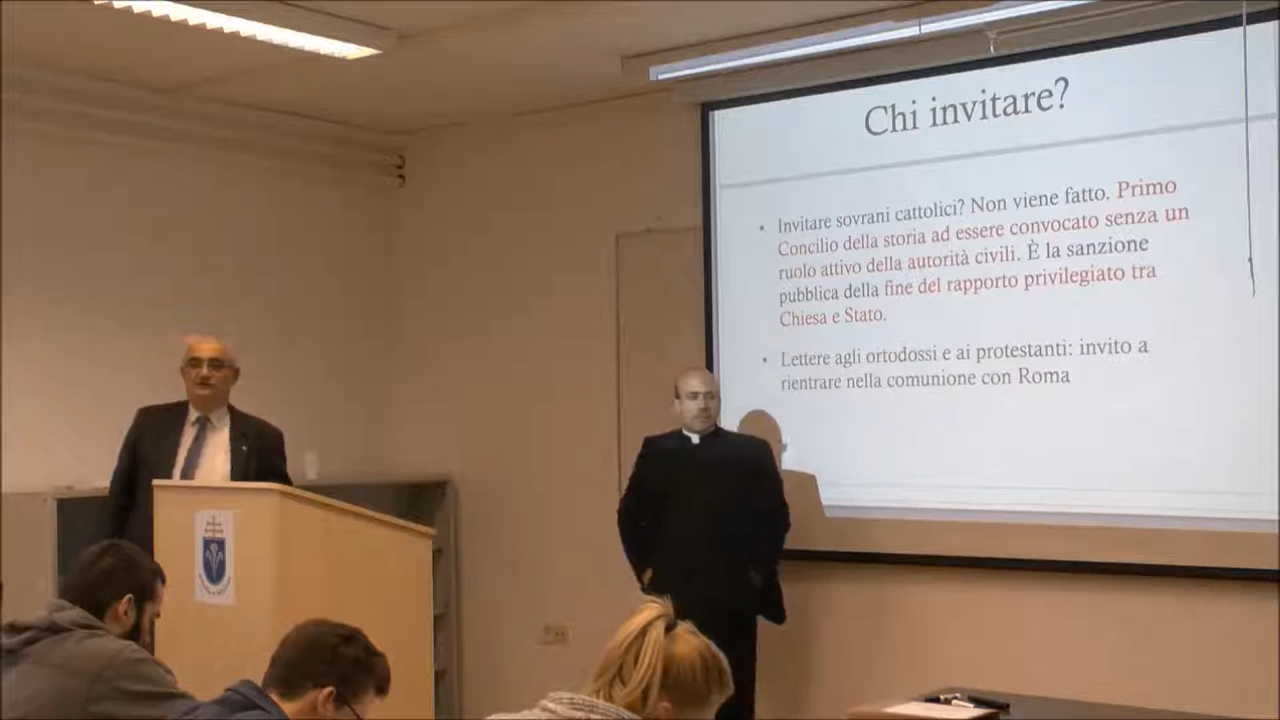 Chi invitare?
• Invitare sovrani cattolici? Non viene fatto. Primo
Concilio della storia ad essere convocato senza un
ruolo attivo della autorità civili. È la sanzione
pubblica della fine del rapporto privilegiato tra
Chiesa e Stato.
• Lettere agli ortodossi e ai protestanti: invito a
rientrare nella comunione con Roma